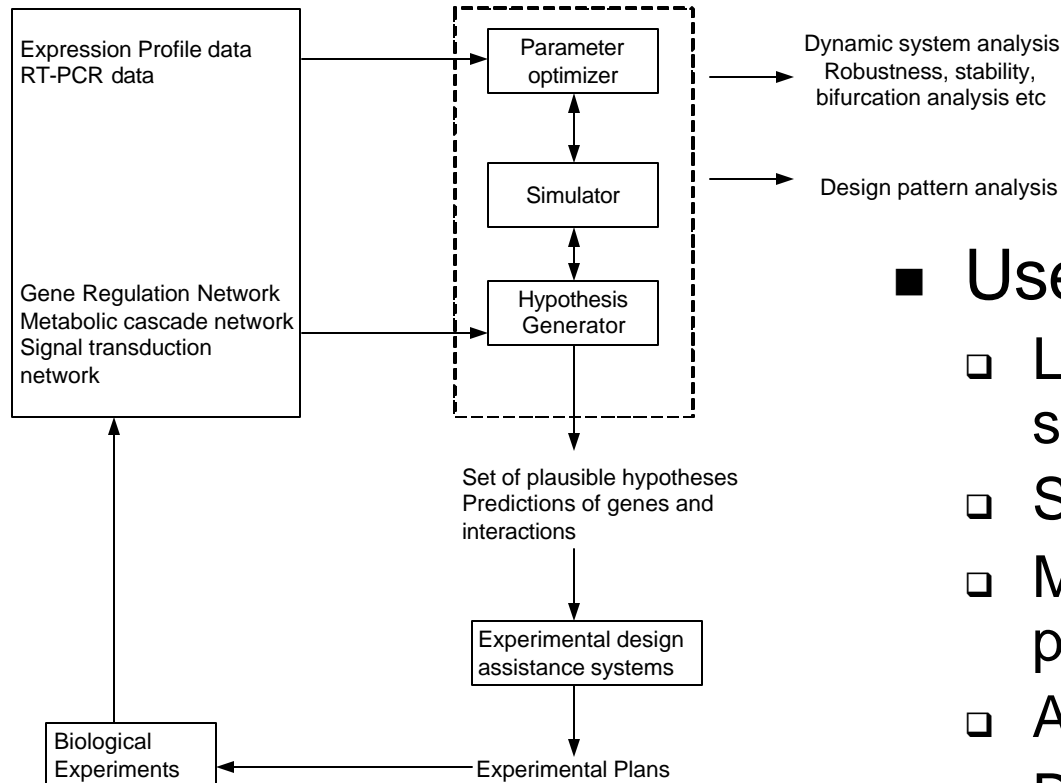 Expression Profile data
RT-PCR data
Gene Regulation Network
Metabolic cascade network
Signal transduction
network
Parameter
optimizer
Simulator
Hypothesis
Generator
Dynamic system analysis
Robustness, stability,
bifurcation analysis etc
Design pattern analysis
Set of plausible hypotheses
Predictions of genes and
interactions
Experimental design
assistance systems
Experimental Plans
Biological
Experiments